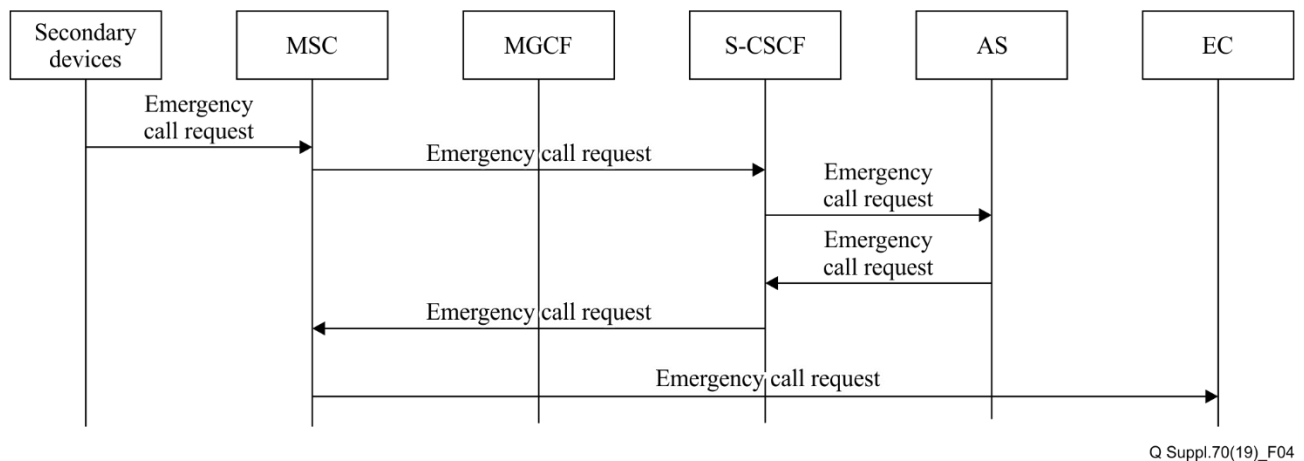 Secondary
devices
MSC
MGCF
S-CSCF
AS
EC
Emergency
call request
Emergency call request
Emergency
call request
Emergency
call request
Emergency call request
Emergency call request
Q Suppl.70(19)_F04